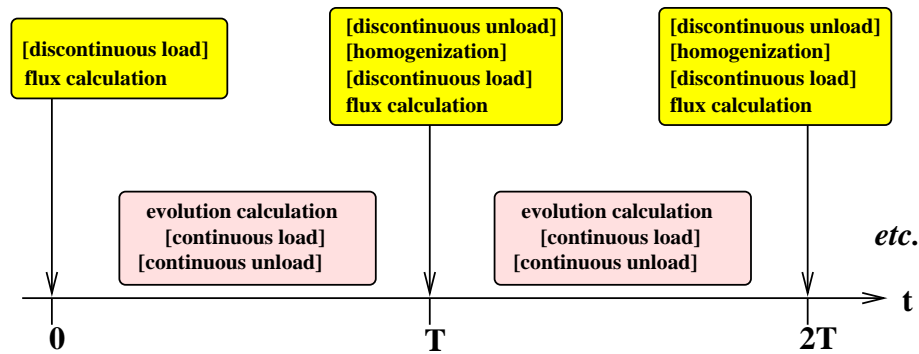 [discontinuous load]
flux calculation
[discontinuous unload]
[homogenization]
[discontinuous load]
flux calculation
[discontinuous unload]
[homogenization]
[discontinuous load]
flux calculation
evolution calculation
[continuous load]
[continuous unload]
evolution calculation
[continuous load]
[continuous unload]
etc.
t
0
T
2T